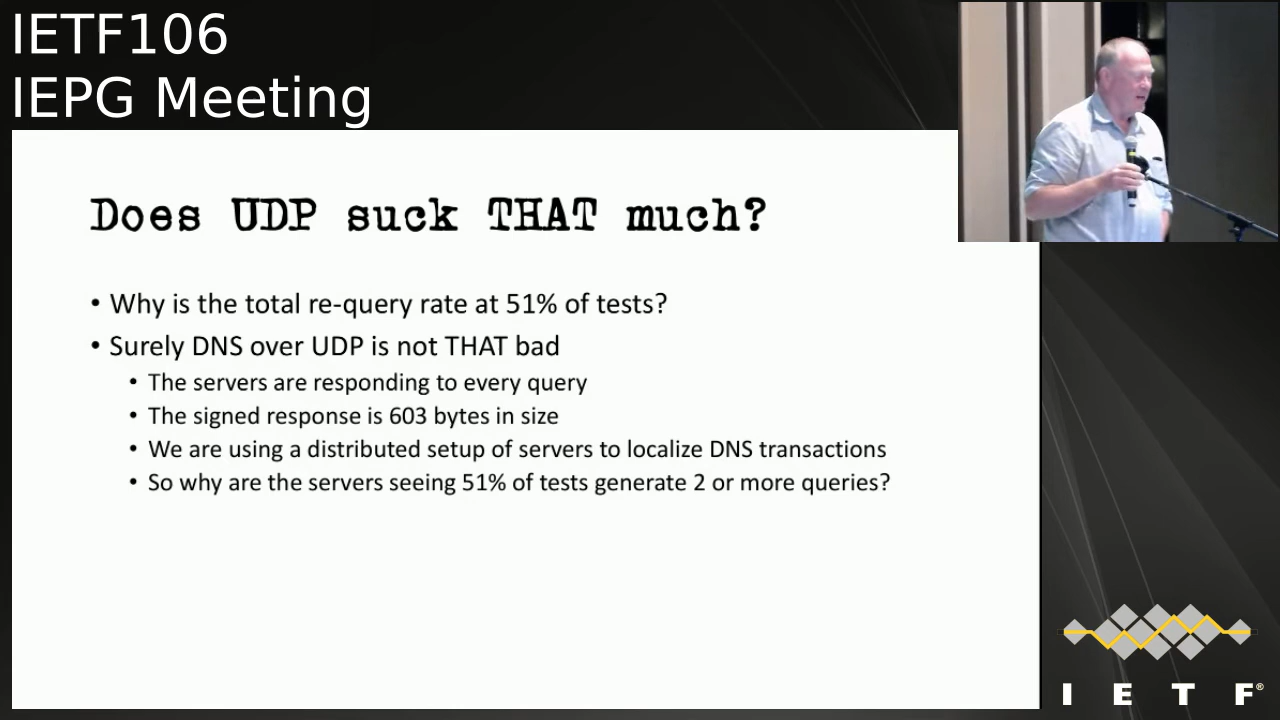 IETF106
IEPG Meeting
Does UDP suck THAT much?
• Why is the total re-query rate at 51% of tests?
• Surely DNS over UDP is not THAT bad
• The servers are responding to every query
• The signed response is 603 bytes in size
• We are using a distributed setup of servers to localize DNS transactions
• So why are the servers seeing 51% of tests generate 2 or more queries?
I E T F®